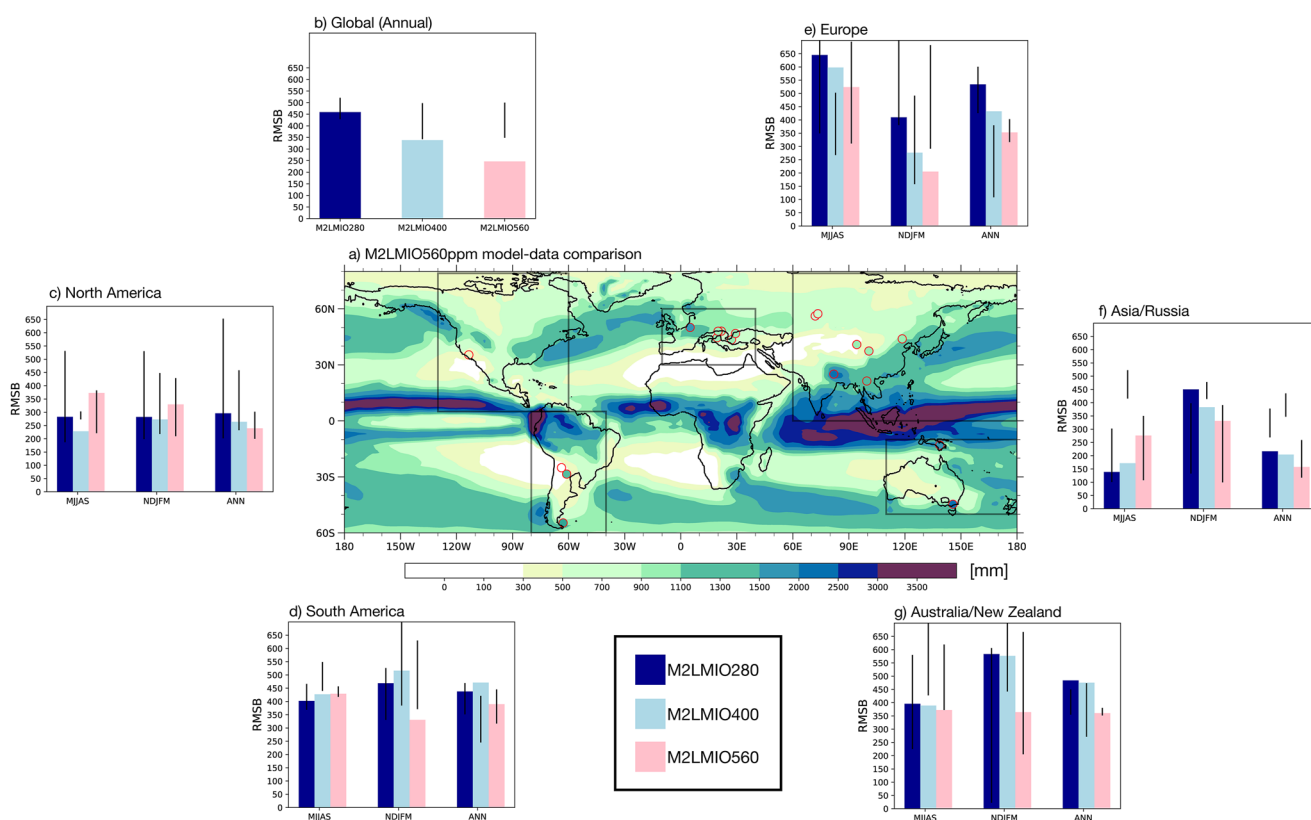 b) Global (Annual)
RMSB
650
600
550
500
450
400
350
300
250
200
150
100
50
0
M2LMIO280 M2LMIO400 M2LMIO560
e) Europe
RMSB
650
600
550
500
450
400
350
300
250
200
150
100
50
0
MJJAS NDJFM ANN
a) M2LMIO560ppm model-data comparison
60N
30N
0
30S
60S
180 150W 120W 90W 60W 30W 0 30E 60E 90E 120E 150E 180
0 100 300 500 700 900 1100 1300 1500 2000 2500 3000 3500
[mm]
c) North America
RMSB
650
600
550
500
450
400
350
300
250
200
150
100
50
0
MJJAS NDJFM ANN
f) Asia/Russia
RMSB
650
600
550
500
450
400
350
300
250
200
150
100
50
0
MJJAS NDJFM ANN
d) South America
RMSB
650
600
550
500
450
400
350
300
250
200
150
100
50
0
MJJAS NDJFM ANN
M2LMIO280
M2LMIO400
M2LMIO560
g) Australia/New Zealand
RMSB
650
600
550
500
450
400
350
300
250
200
150
100
50
0
MJJAS NDJFM ANN